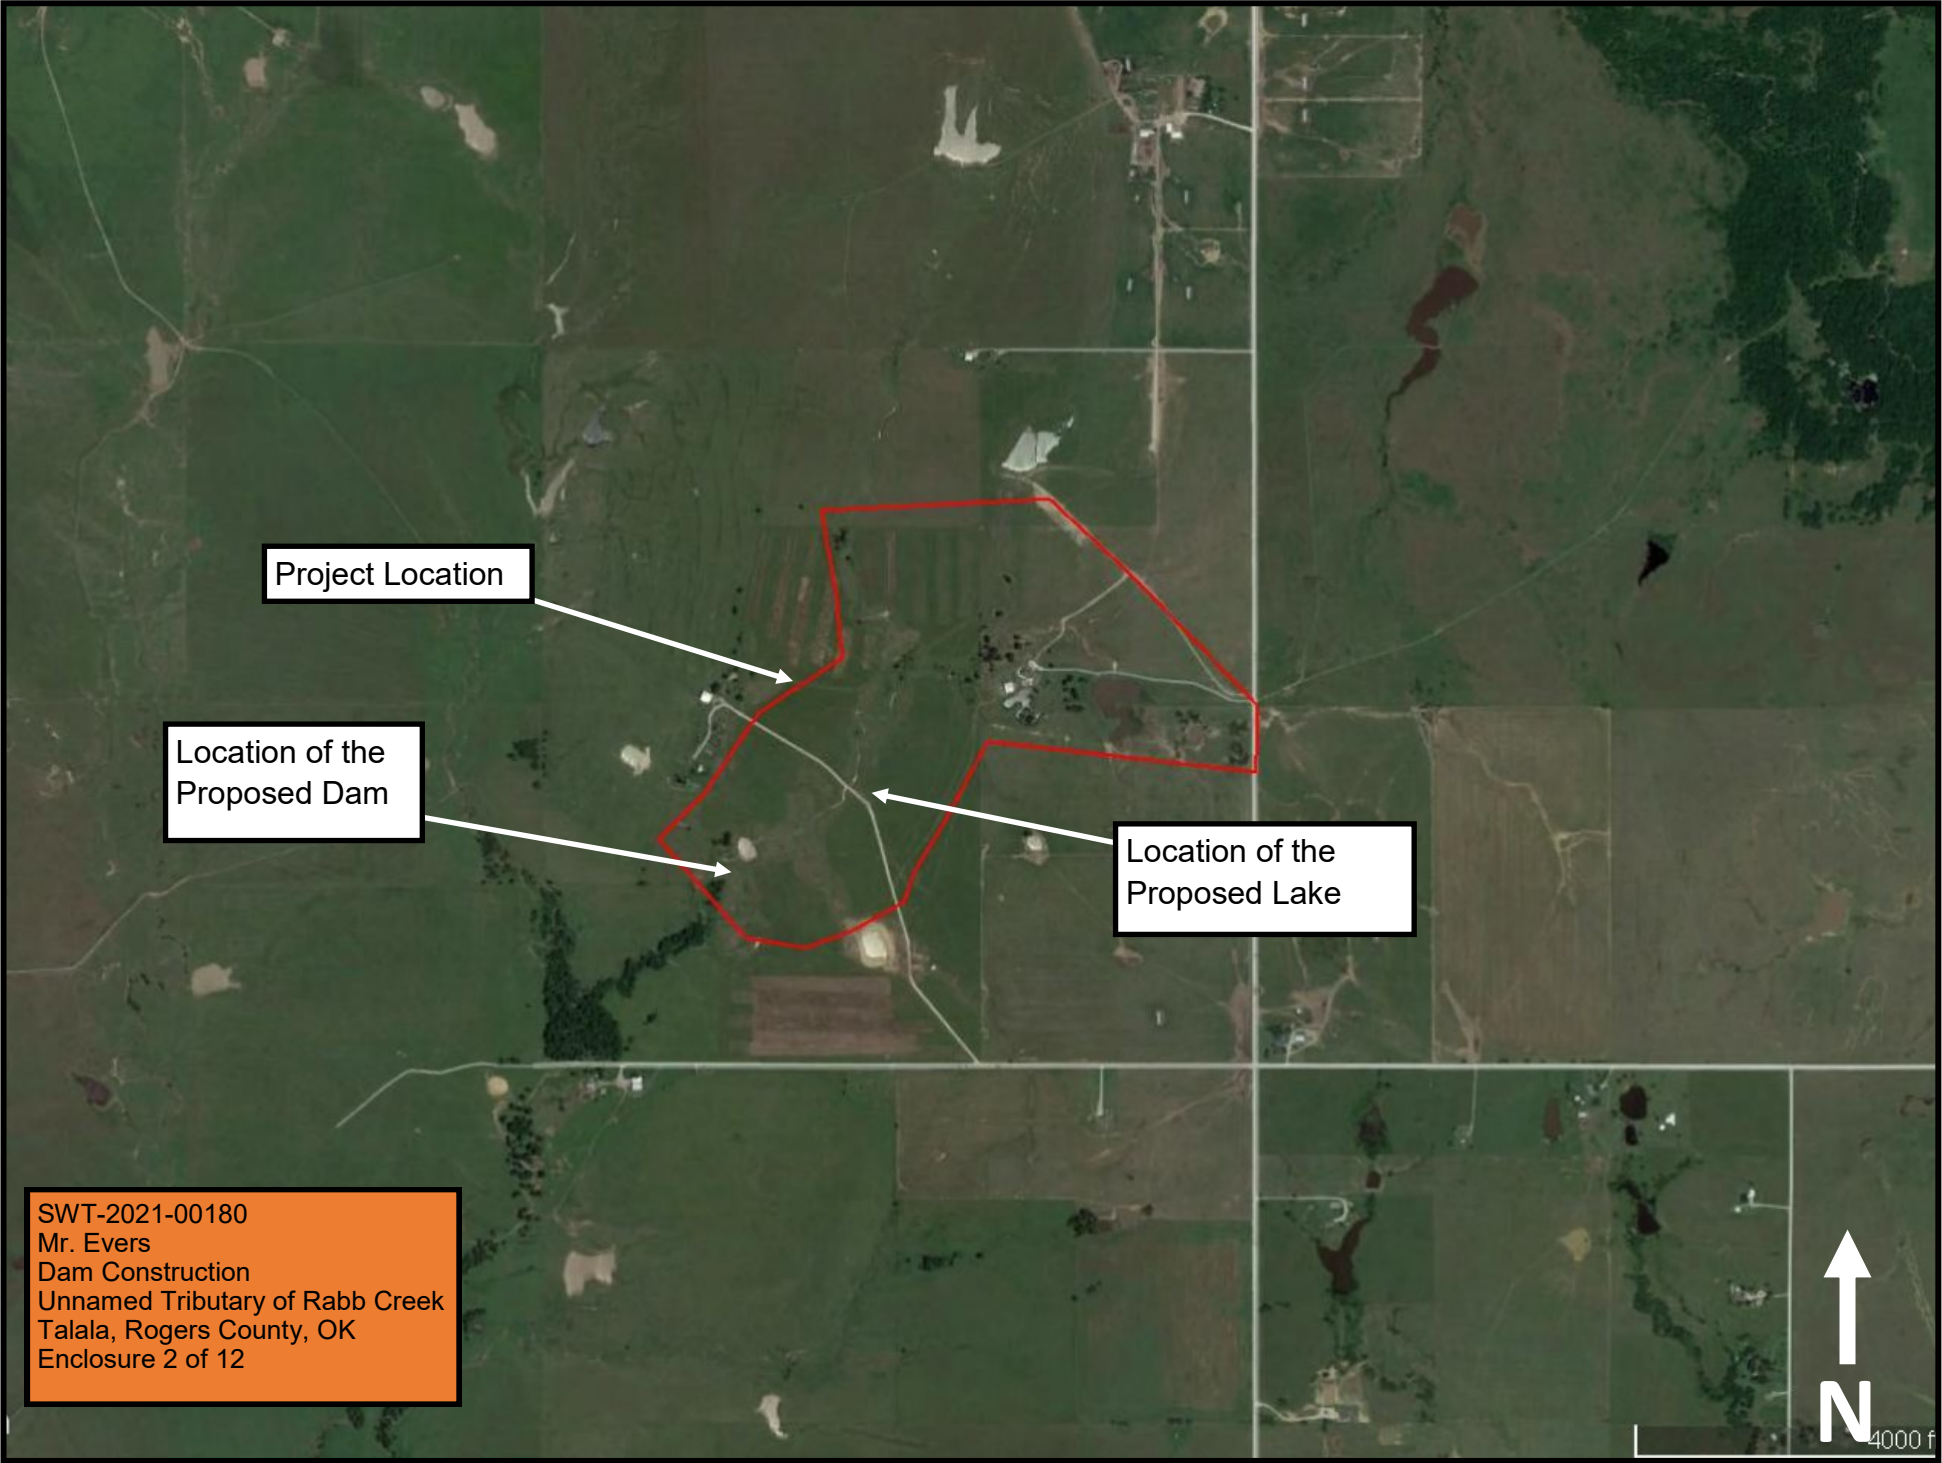 Project Location
Location of the
Proposed Dam
Location of the
Proposed Lake
SWT-2021-00180
Mr. Evers
Dam Construction
Unnamed Tributary of Rabb Creek
Talala, Rogers County, OK
Enclosure 2 of 12
N
4000 f